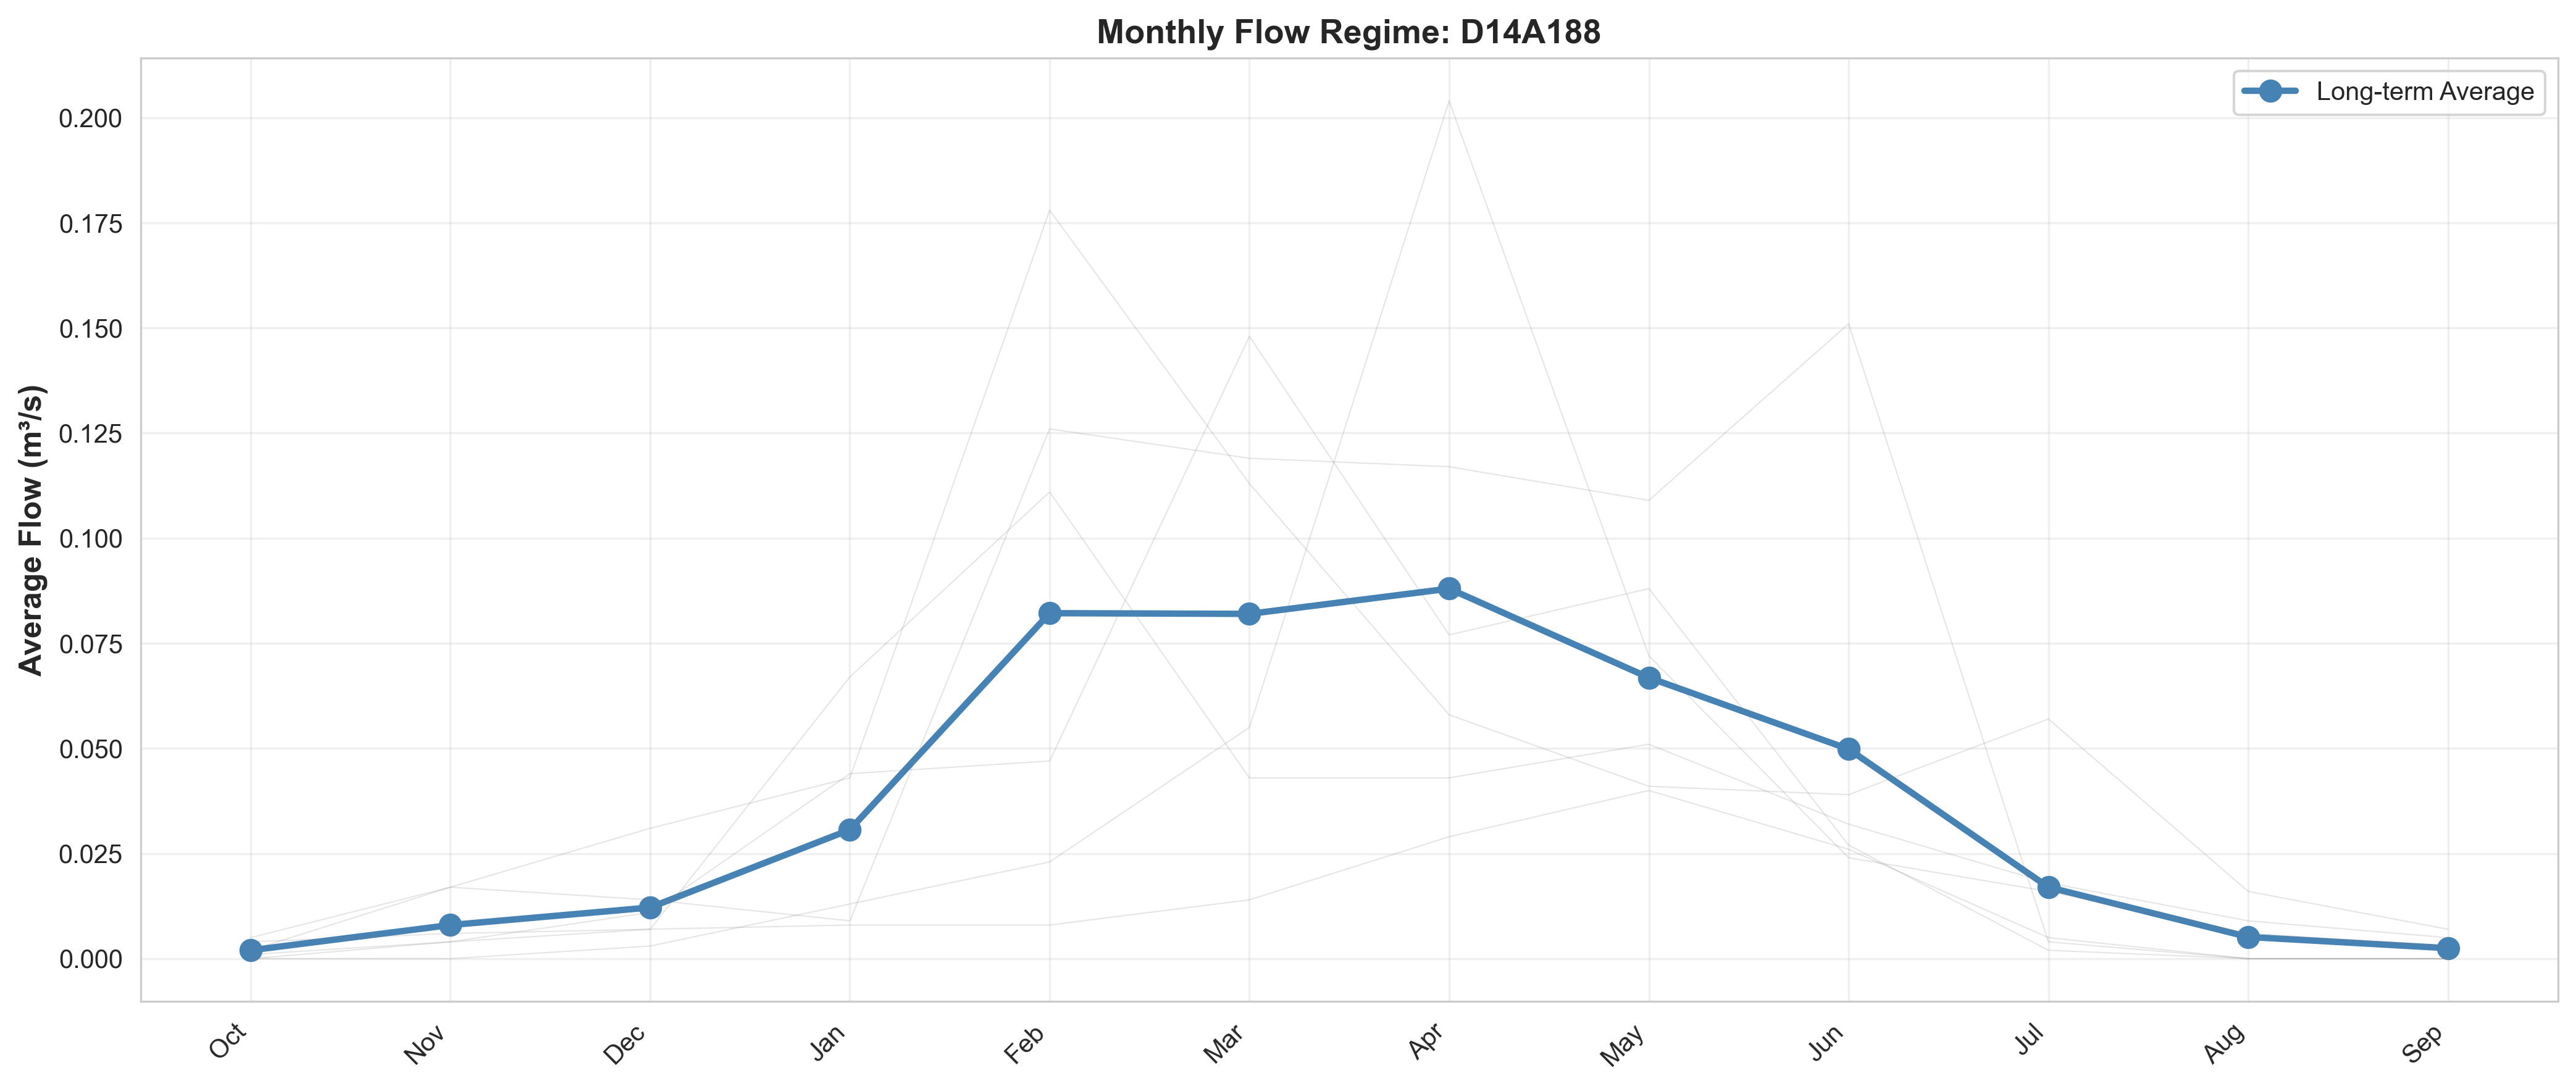 Monthly Flow Regime: D14A188
Long-term Average
Average Flow (m³/s)
0.200
0.175
0.150
0.125
0.100
0.075
0.050
0.025
0.000
Oct
Nov
Dec
Jan
Feb
Mar
Apr
May
Jun
Jul
Aug
Sep